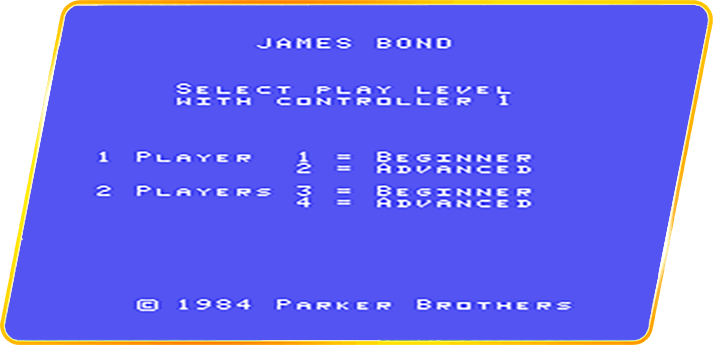 JAMES BOND
SELECT PLAY LEVEL
WITH CONTROLLER 1
1 PLAYER 1 = BEGINNER
2 = ADVANCED
2 PLAYERS 3 = BEGINNER
4 = ADVANCED
© 1984 PARKER BROTHERS